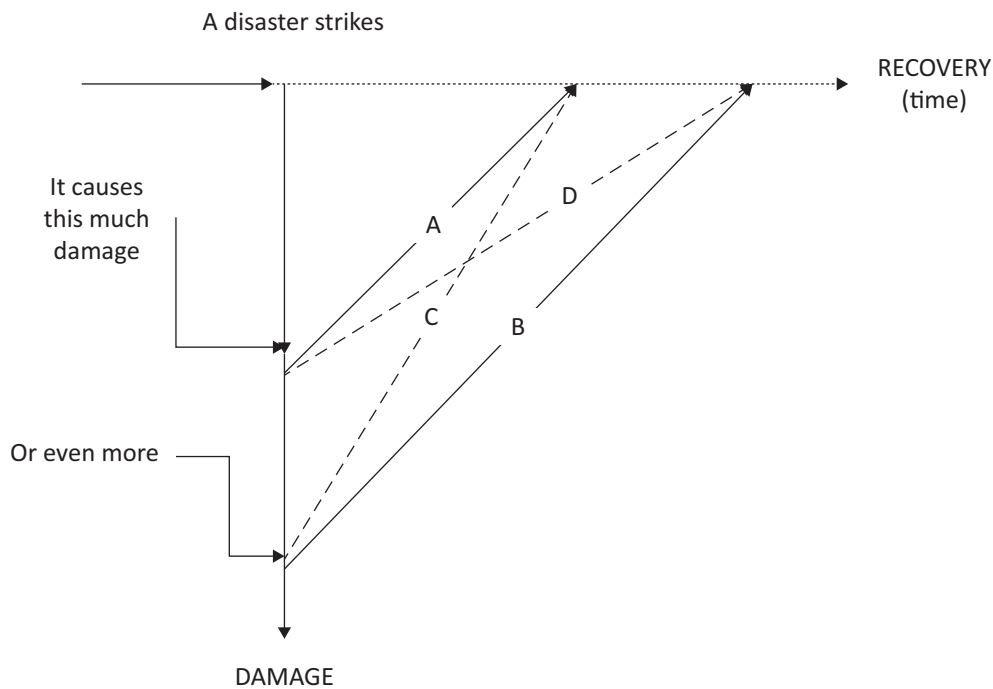 A disaster strikes
RECOVERY
(time)
It causes
this much
damage
A
D
C
B
Or even more
DAMAGE